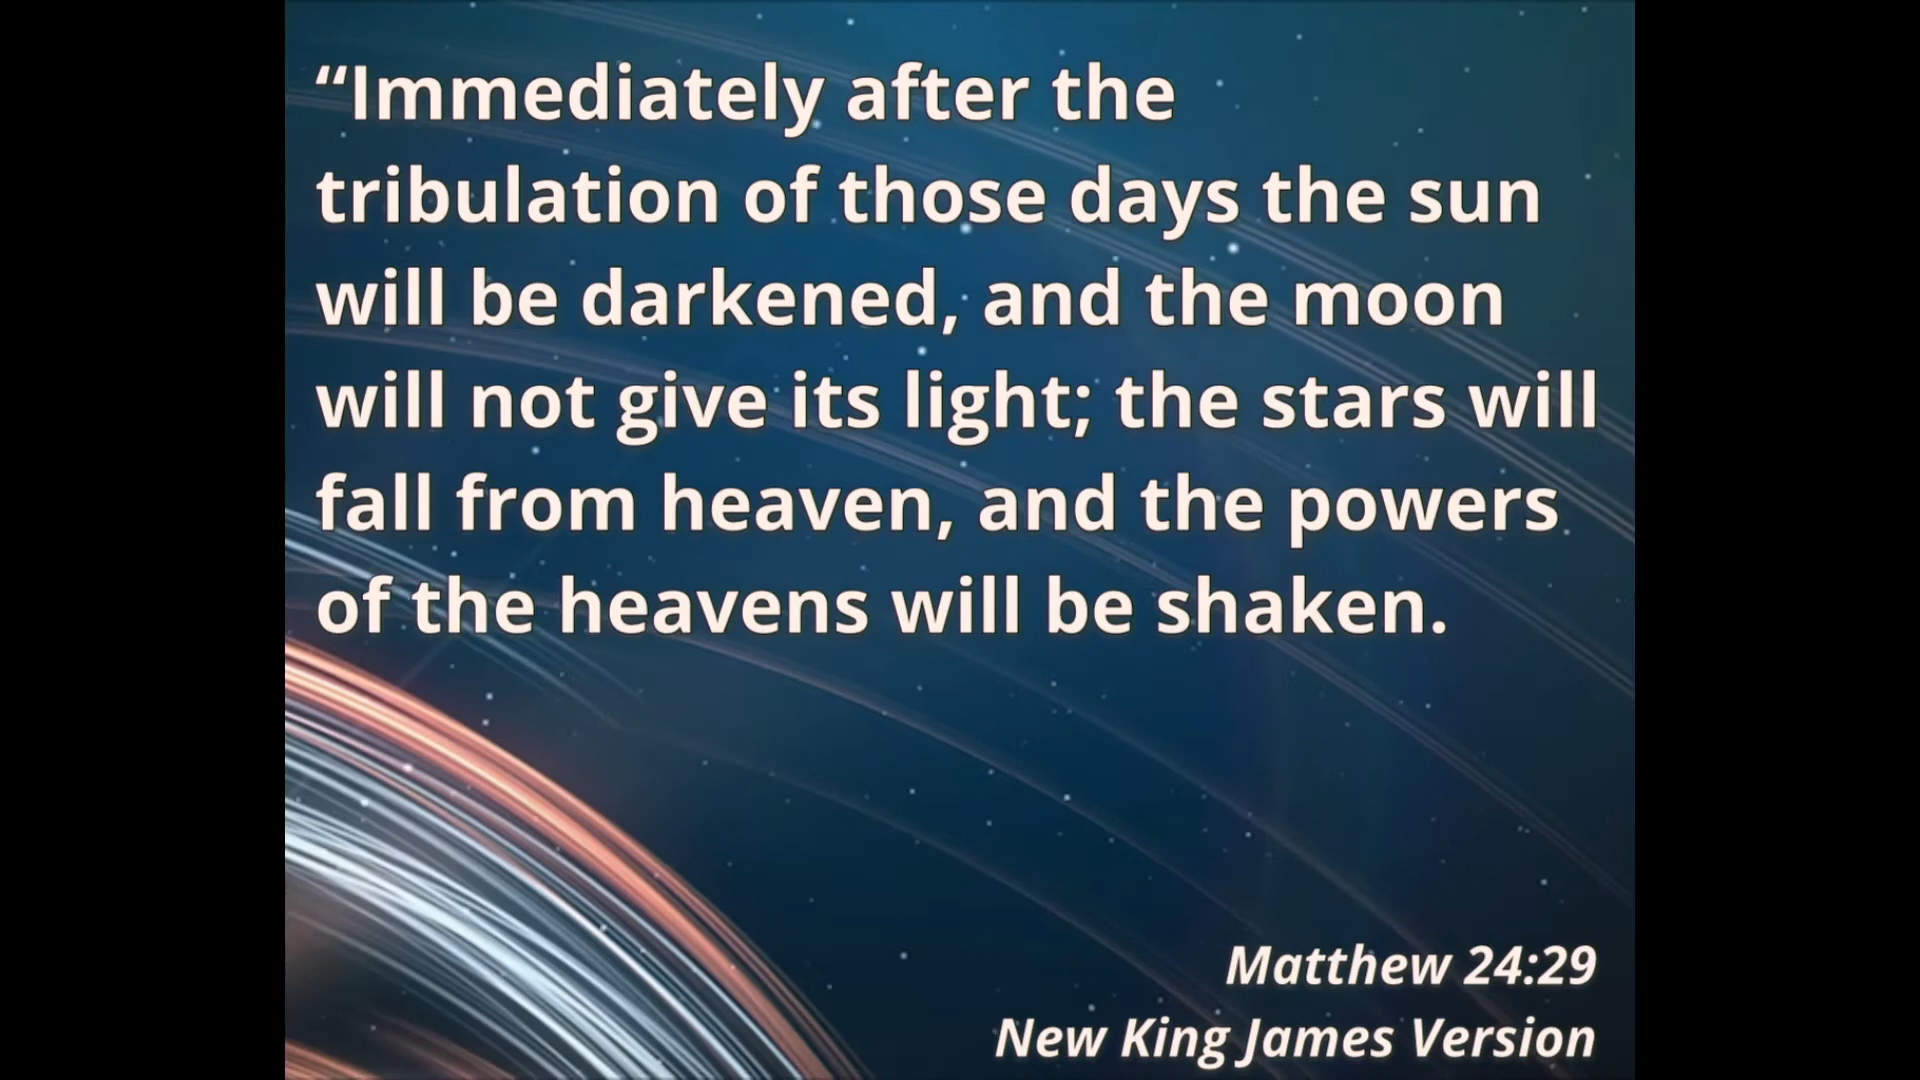 “Immediately after the
tribulation of those days the sun
will be darkened, and the moon
will not give its light; the stars will
fall from heaven, and the powers
of the heavens will be shaken.
Matthew 24:29
New King James Version